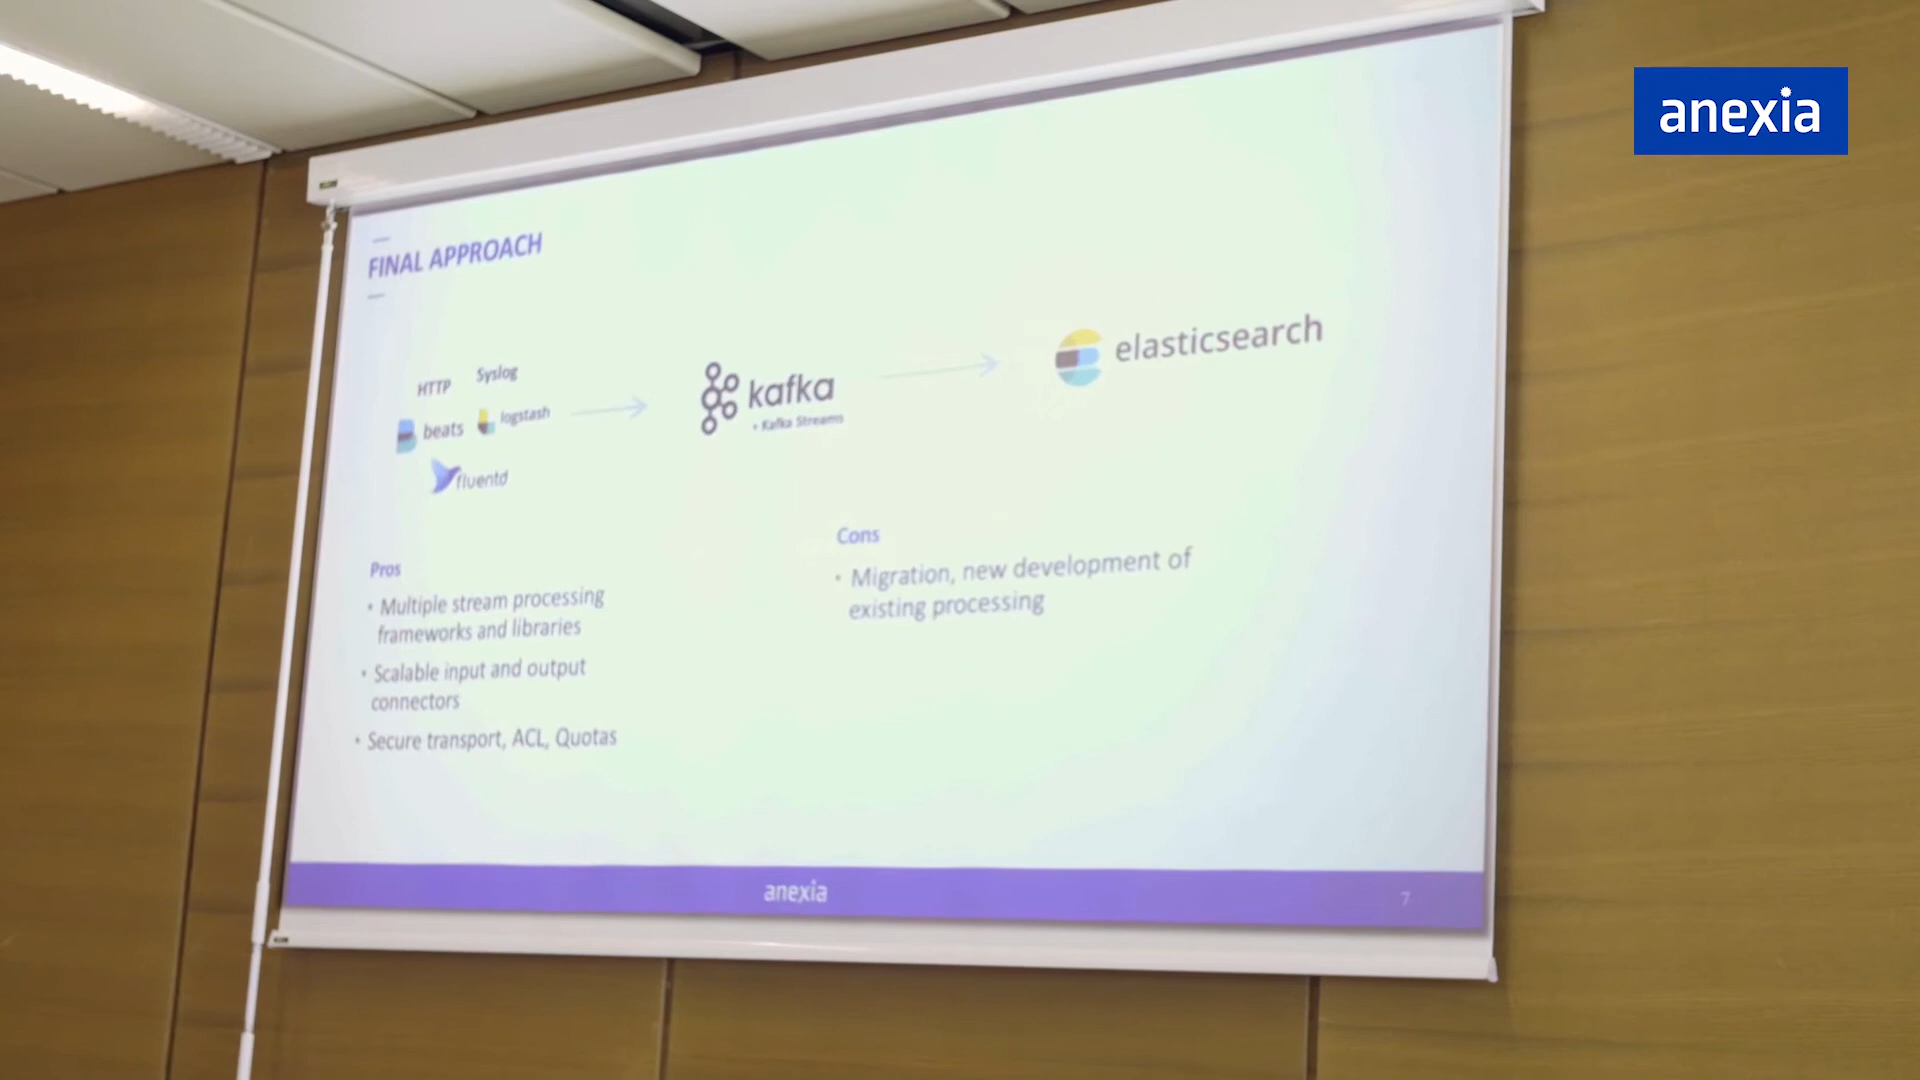 anexia
FINAL APPROACH
HTTP Syslog
beats logstash
fluentd
kafka
+ Kafka Streams
elasticsearch
Pros
• Multiple stream processing
frameworks and libraries
• Scalable input and output
connectors
• Secure transport, ACL, Quotas
Cons
• Migration, new development of
existing processing
anexia
7